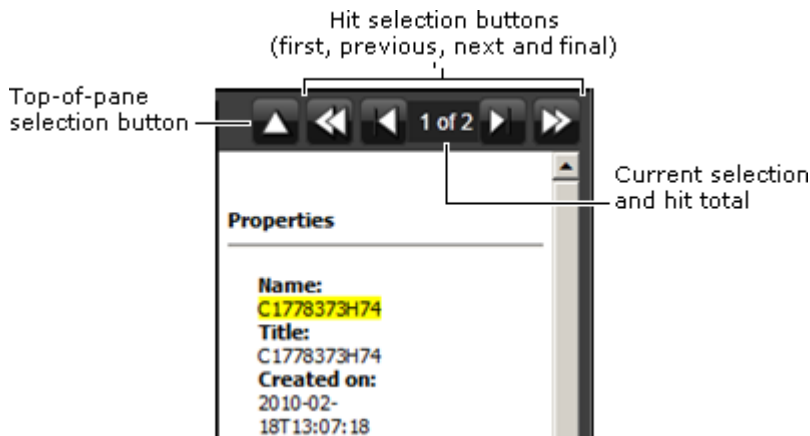 Hit selection buttons
(first, previous, next and final)
Top-of-pane
selection button
1 of 2
Current selection
and hit total
Properties
Name:
C1778373H74
Title:
C1778373H74
Created on:
2010-02-
18T13:07:18